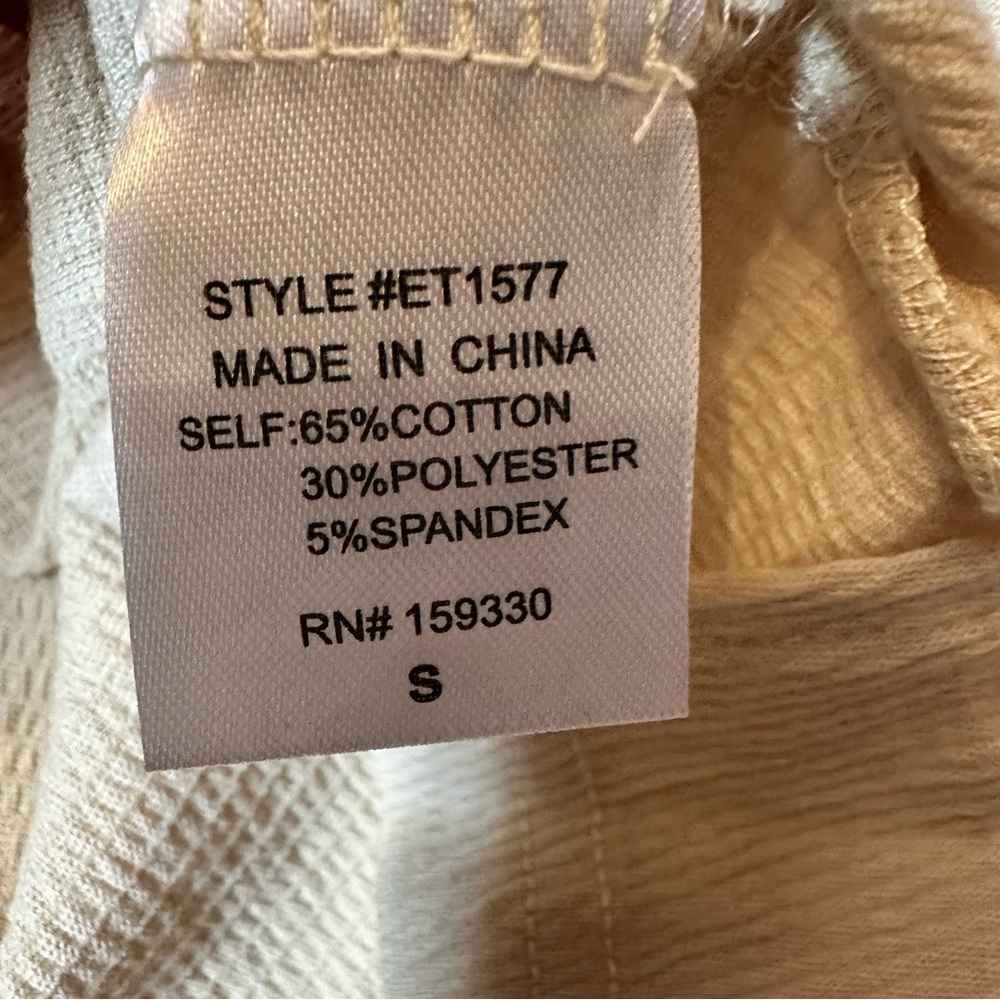 STYLE #ET1577
MADE IN CHINA
SELF:65%COTTON
30%POLYESTER
5%SPANDEX
RN# 159330
S